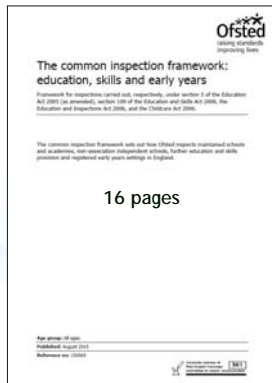 Ofsted
raising standards
improving lives
The common inspection framework:
education, skills and early years
Framework for inspections carried out, respectively, under section 5 of the Education
Act 2005 (as amended), section 109 of the Education and Skills Act 2008, the
Education and Inspections Act 2006, and the Childcare Act 2006.
The common inspection framework sets out how Ofsted inspects maintained schools
and academies, non-association independent schools, further education and skills
provision and registered early years settings in England.
16 pages
Age group: All ages
Published: August 2015
Reference no: 150065